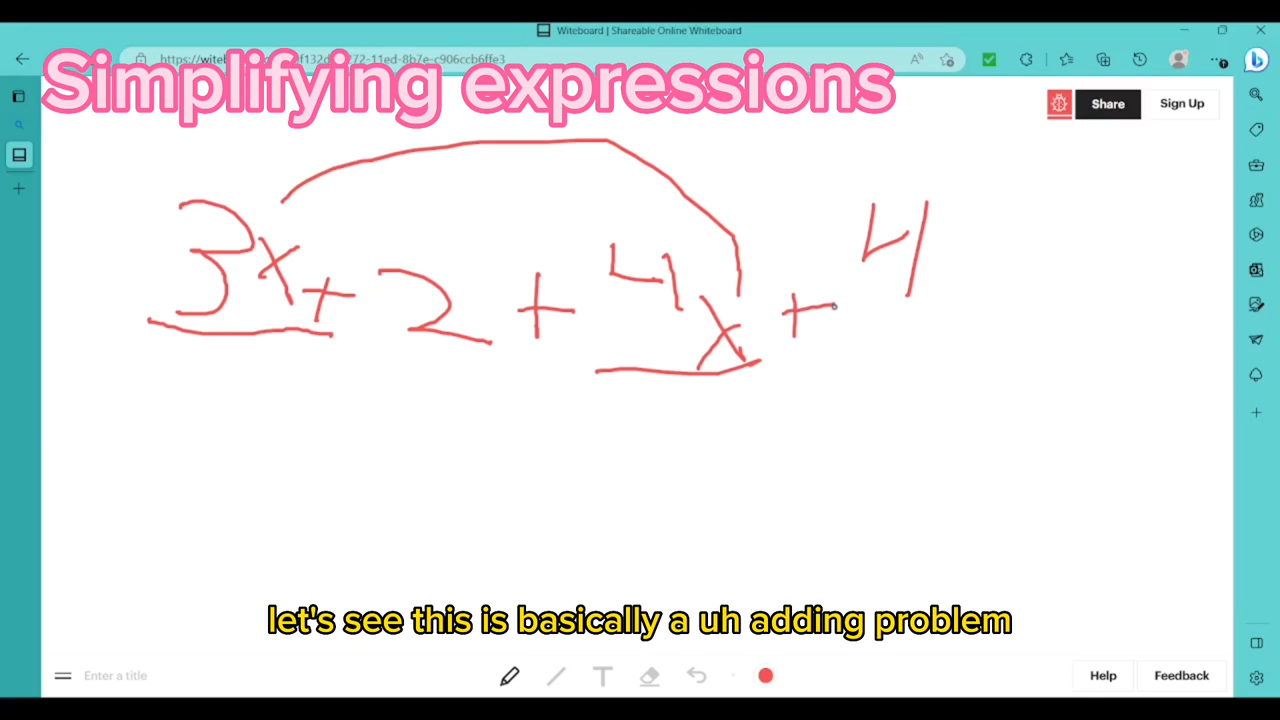 Witeboard | Shareable Online Whiteboard
Simplifying expressions
Share Sign Up
3x + 2 + 4x + 4
let's see this is basically a uh adding problem
Enter a title
Help Feedback